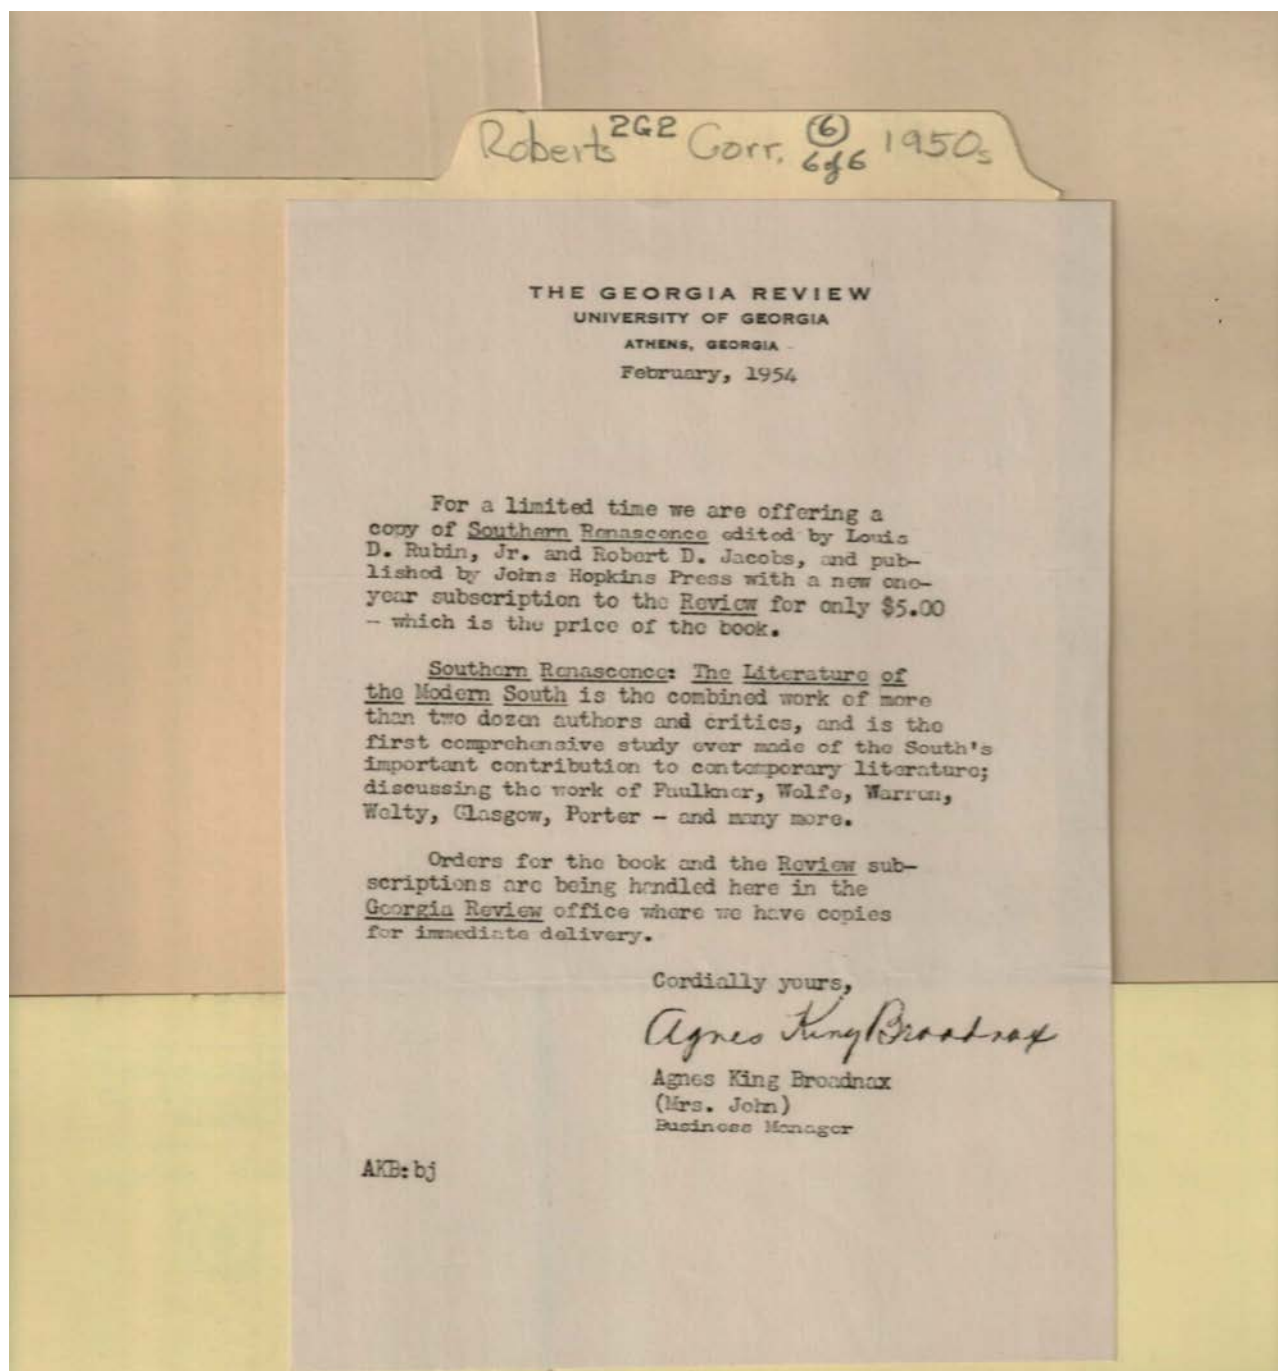 Roberts 2G2 Corr. 6 1950s
6 of 6
THE GEORGIA REVIEW
UNIVERSITY OF GEORGIA
ATHENS, GEORGIA
February, 1954
For a limited time we are offering a
copy of Southern Renascence edited by Louis
D. Rubin, Jr. and Robert D. Jacobs, and pub-
lished by Johns Hopkins Press with a new one-
year subscription to the Review for only $5.00
- which is the price of the book.
Southern Renascence: The Literature of
the Modern South is the combined work of more
than two dozen authors and critics, and is the
first comprehensive study ever made of the South's
important contribution to contemporary literature;
discussing the work of Faulkner, Wolfe, Warren,
Welty, Glasgow, Porter - and many more.
Orders for the book and the Review sub-
scriptions are being handled here in the
Georgia Review office where we have copies
for immediate delivery.
Cordially yours,
Agnes King Broadnax
Agnes King Broadnax
(Mrs. John)
Business Manager
AKB:bj